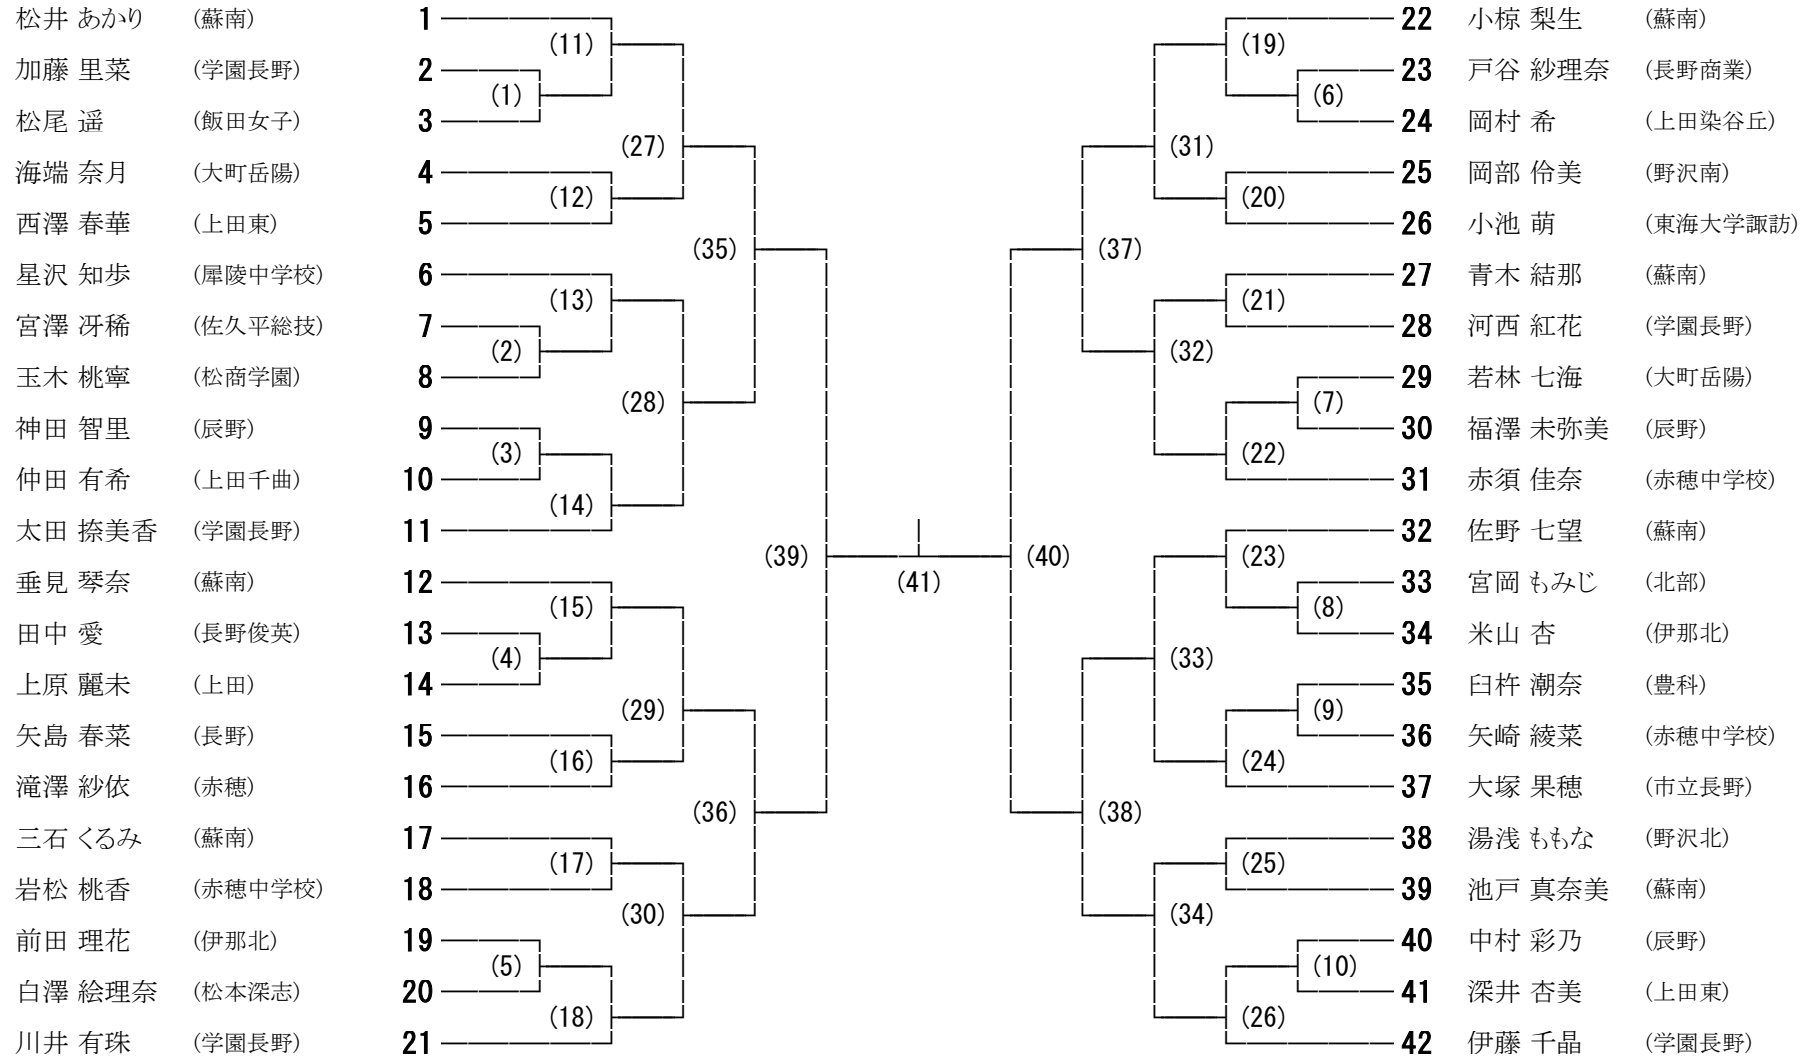 松井 あかり (蘇南) 1
(11)
加藤 里菜 (学園長野) 2
(1)
松尾 遥 (飯田女子) 3
(27)
海端 奈月 (大町岳陽) 4
(12)
西澤 春華 (上田東) 5
(35)
星沢 知歩 (犀陵中学校) 6
(13)
宮澤 冴稀 (佐久平総技) 7
(2)
玉木 桃寧 (松商学園) 8
(28)
神田 智里 (辰野) 9
(3)
仲田 有希 (上田千曲) 10
(14)
太田 捺美香 (学園長野) 11
(39)
垂見 琴奈 (蘇南) 12
(15)
田中 愛 (長野俊英) 13
(4)
上原 麗未 (上田) 14
(29)
矢島 春菜 (長野) 15
(16)
滝澤 紗依 (赤穂) 16
(36)
三石 くるみ (蘇南) 17
(17)
岩松 桃香 (赤穂中学校) 18
(30)
前田 理花 (伊那北) 19
(5)
白澤 絵理奈 (松本深志) 20
(18)
川井 有珠 (学園長野) 21
(41)
22 小椋 梨生 (蘇南)
(19)
23 戸谷 紗理奈 (長野商業)
(6)
24 岡村 希 (上田染谷丘)
(31)
25 岡部 伶美 (野沢南)
(20)
26 小池 萌 (東海大学諏訪)
(37)
27 青木 結那 (蘇南)
(21)
28 河西 紅花 (学園長野)
(32)
29 若林 七海 (大町岳陽)
(7)
30 福澤 未弥美 (辰野)
(22)
31 赤須 佳奈 (赤穂中学校)
32 佐野 七望 (蘇南)
(23)
(40)
33 宮岡 もみじ (北部)
(8)
34 米山 杏 (伊那北)
(33)
35 臼杵 潮奈 (豊科)
(9)
36 矢崎 綾菜 (赤穂中学校)
(24)
37 大塚 果穂 (市立長野)
(38)
38 湯浅 ももな (野沢北)
(25)
39 池戸 真奈美 (蘇南)
(34)
40 中村 彩乃 (辰野)
(10)
41 深井 杏美 (上田東)
(26)
42 伊藤 千晶 (学園長野)